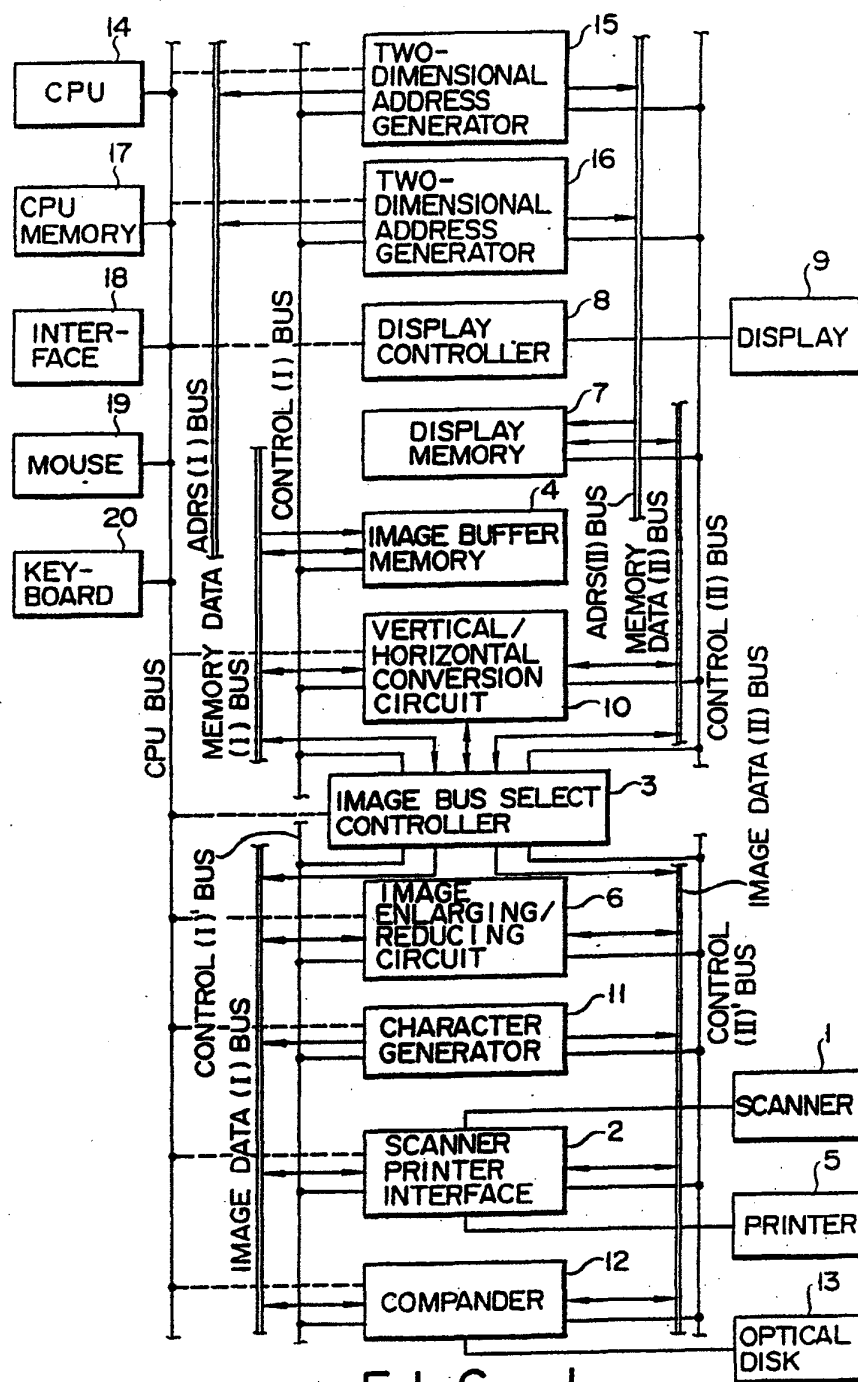 14
CPU
17
CPU
MEMORY
18
INTER-
FACE
19
MOUSE
20
KEY-
BOARD
CPU BUS
ADRS (I) BUS
MEMORY DATA
(I) BUS
CONTROL (I) BUS
15
TWO-
DIMENSIONAL
ADDRESS
GENERATOR
16
TWO-
DIMENSIONAL
ADDRESS
GENERATOR
8
DISPLAY
CONTROLLER
9
DISPLAY
7
DISPLAY
MEMORY
4
IMAGE BUFFER
MEMORY
VERTICAL/
HORIZONTAL
CONVERSION
CIRCUIT
10
ADRS(II) BUS
MEMORY
DATA (II) BUS
CONTROL (II) BUS
IMAGE DATA (II) BUS
IMAGE BUS SELECT
CONTROLLER
3
CONTROL (I)' BUS
IMAGE DATA (I) BUS
IMAGE
ENLARGING/
REDUCING
CIRCUIT
6
CONTROL
(II)' BUS
CHARACTER
GENERATOR
11
1
SCANNER
SCANNER
PRINTER
INTERFACE
2
5
PRINTER
12
COMPANDER
13
OPTICAL
DISK